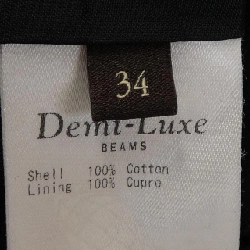 34
Demi-Luxe
BEAMS
Shell 100% Cotton
Lining 100% Cupro